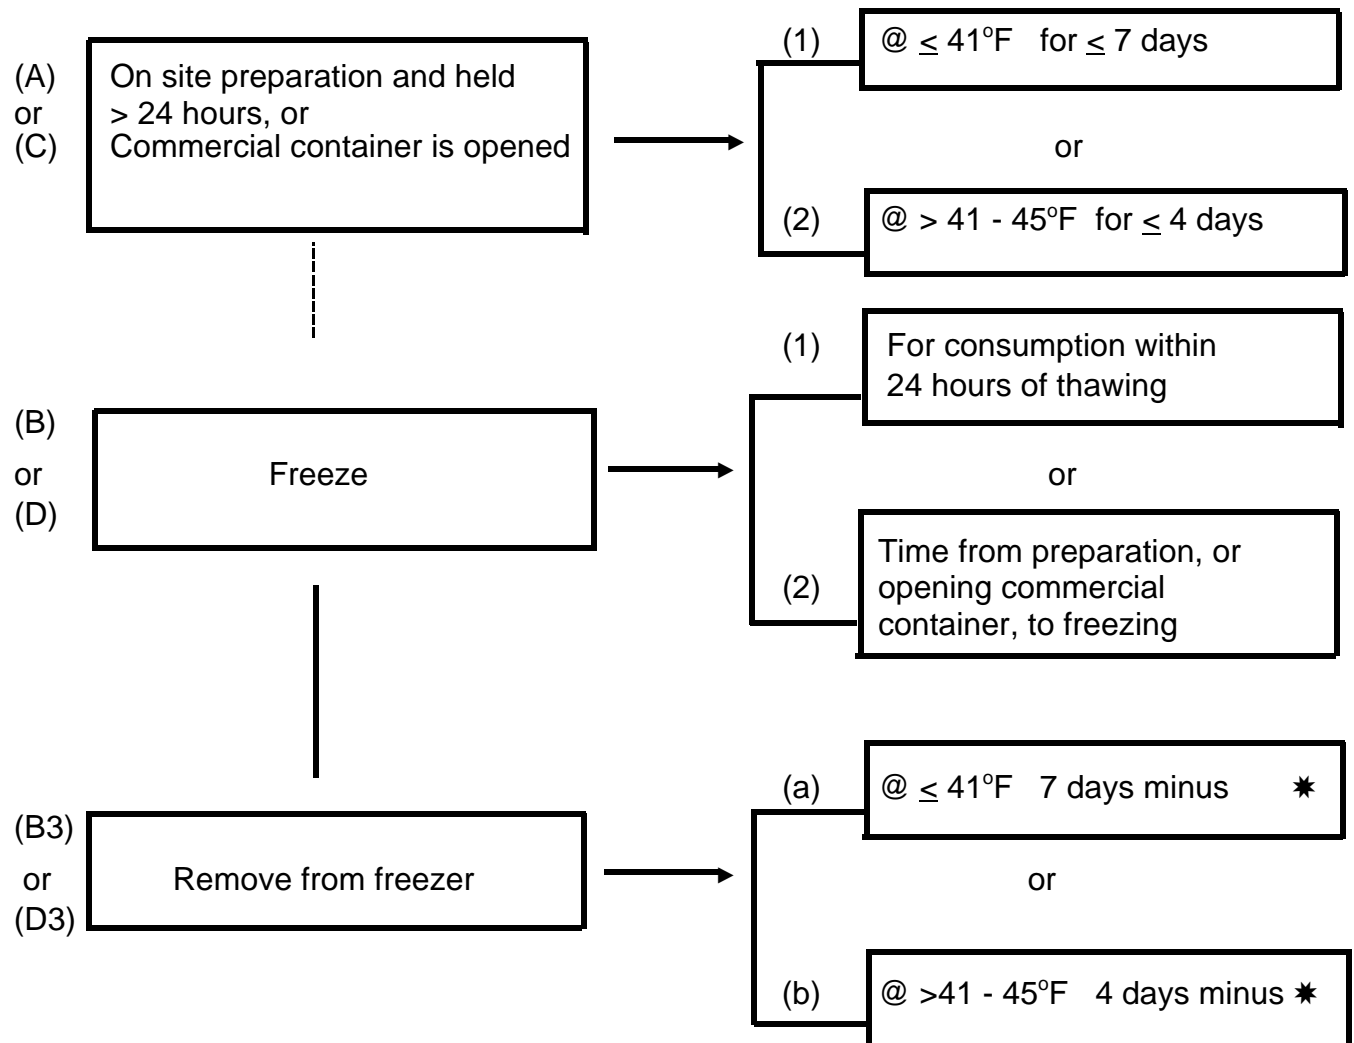 (A)
or
(C)
On site preparation and held
> 24 hours, or
Commercial container is opened
(1)
@ ≤ 41°F for ≤ 7 days
or
(2)
@ > 41 - 45°F for ≤ 4 days
(B)
or
(D)
Freeze
(1)
For consumption within
24 hours of thawing
or
(2)
Time from preparation, or
opening commercial
container, to freezing
(B3)
or
(D3)
Remove from freezer
(a)
@ ≤ 41°F 7 days minus ✷
or
(b)
@ >41 - 45°F 4 days minus ✷